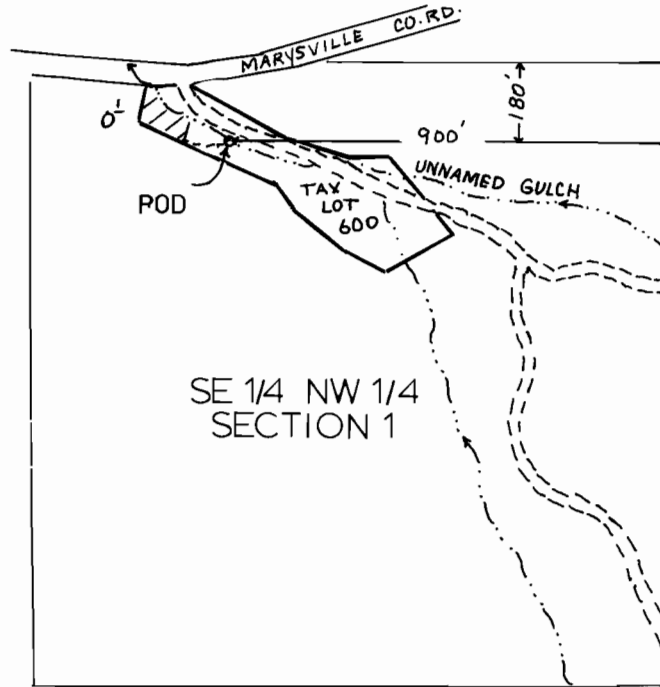 MARYSVILLE CO. RD.
180'
0.1
900'
UNNAMED GULCH
POD
TAX
LOT
600
SE 1/4 NW 1/4
SECTION 1